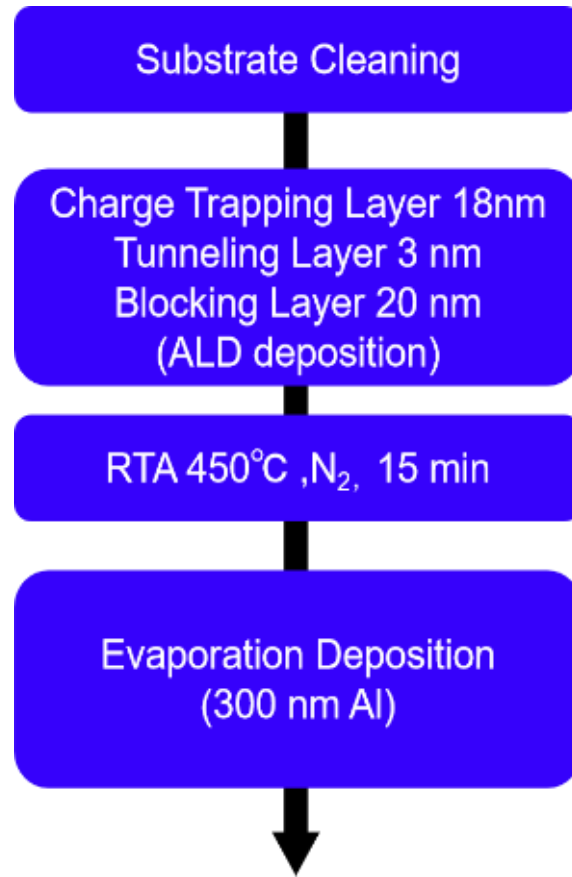 Substrate Cleaning
Charge Trapping Layer 18nm
Tunneling Layer 3 nm
Blocking Layer 20 nm
(ALD deposition)
RTA 450℃ ,N₂, 15 min
Evaporation Deposition
(300 nm Al)